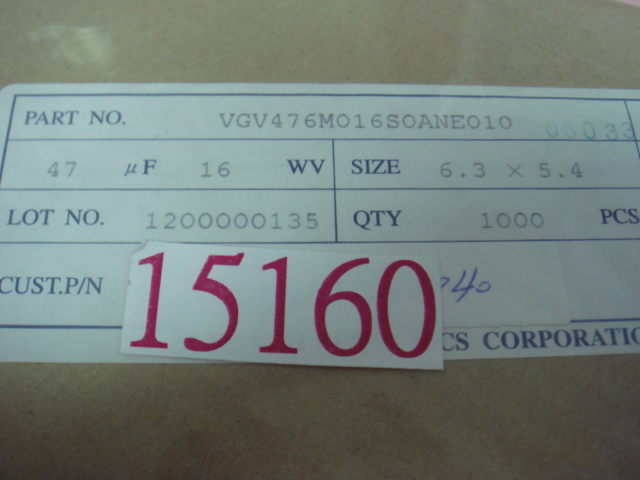 PART NO. VGV476M016S0ANE010 05033
47 μF 16 WV SIZE 6.3 × 5.4
LOT NO. 1200000135 QTY 1000 PCS
CUST.P/N 15160 40
CS CORPORATIO